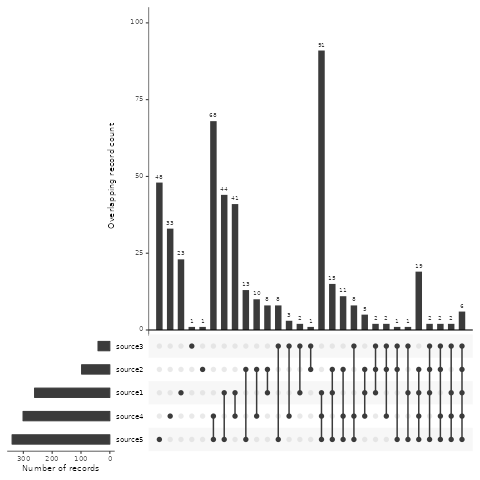 100
91
75
68
Overlapping record count
50
48
44
41
33
25
23
19
15
13
11
10
8 8 8
6
5
3
2 2 2 2 2 2
1 1 1 1 1
0
source3
source2
source1
source4
source5
300 200 100 0
Number of records